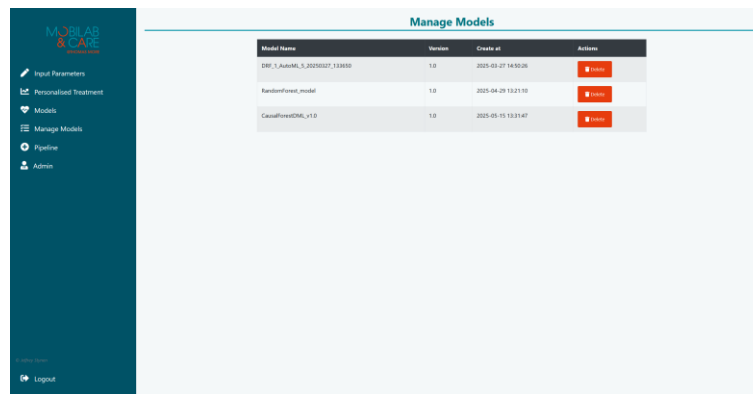 MOBILAB
& CARE
Input Parameters
Personalised Treatment
Models
Manage Models
Pipeline
Admin
Logout
Manage Models
Model Name Version Create at Actions
DRF_1_AutoML_5_20250327_133650 1.0 2025-03-27 14:50:26 Delete
RandomForest_model 1.0 2025-04-29 13:21:10 Delete
CausalForestDML_v1.0 1.0 2025-05-15 13:31:47 Delete